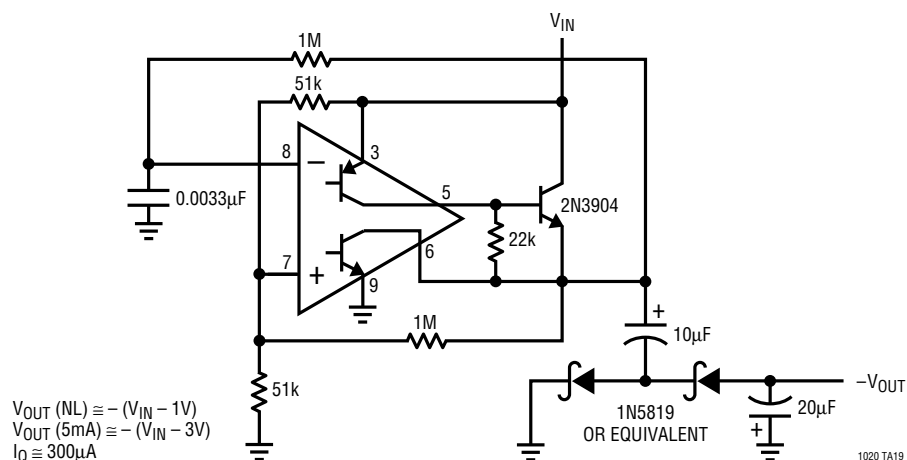 V_IN
1M
51k
8
3
−
0.0033µF
5
2N3904
22k
6
7
+
9
+
1M
10µF
51k
–V_OUT
1N5819
OR EQUIVALENT
20µF
+
V_OUT (NL) ≅ – (V_IN – 1V)
V_OUT (5mA) ≅ – (V_IN – 3V)
I_Q ≅ 300µA
1020 TA19